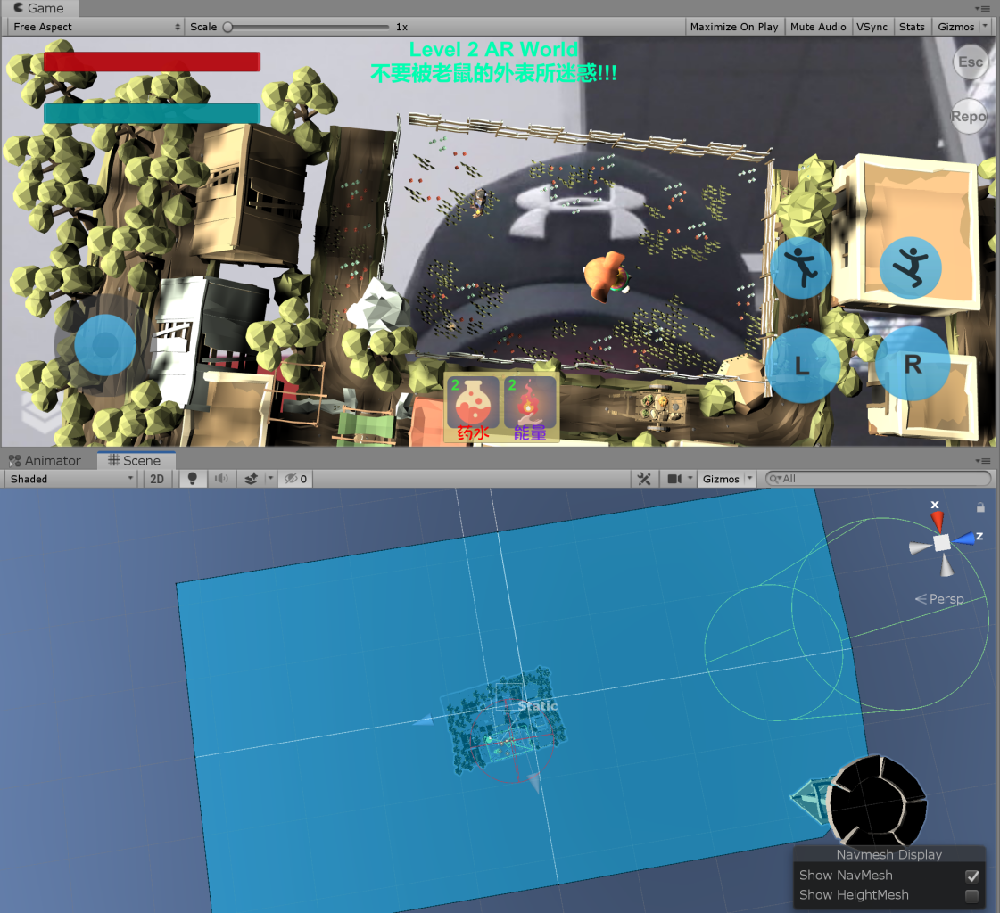 Game
Free Aspect
Scale
1x
Maximize On Play
Mute Audio
VSync
Stats
Gizmos
Level 2 AR World
不要被老鼠的外表所迷惑!!!
Esc
Repo
L
R
2
2
药水
能量
Animator
Scene
Shaded
2D
0
Gizmos
All
x
z
Persp
Static
Navmesh Display
Show NavMesh
Show HeightMesh